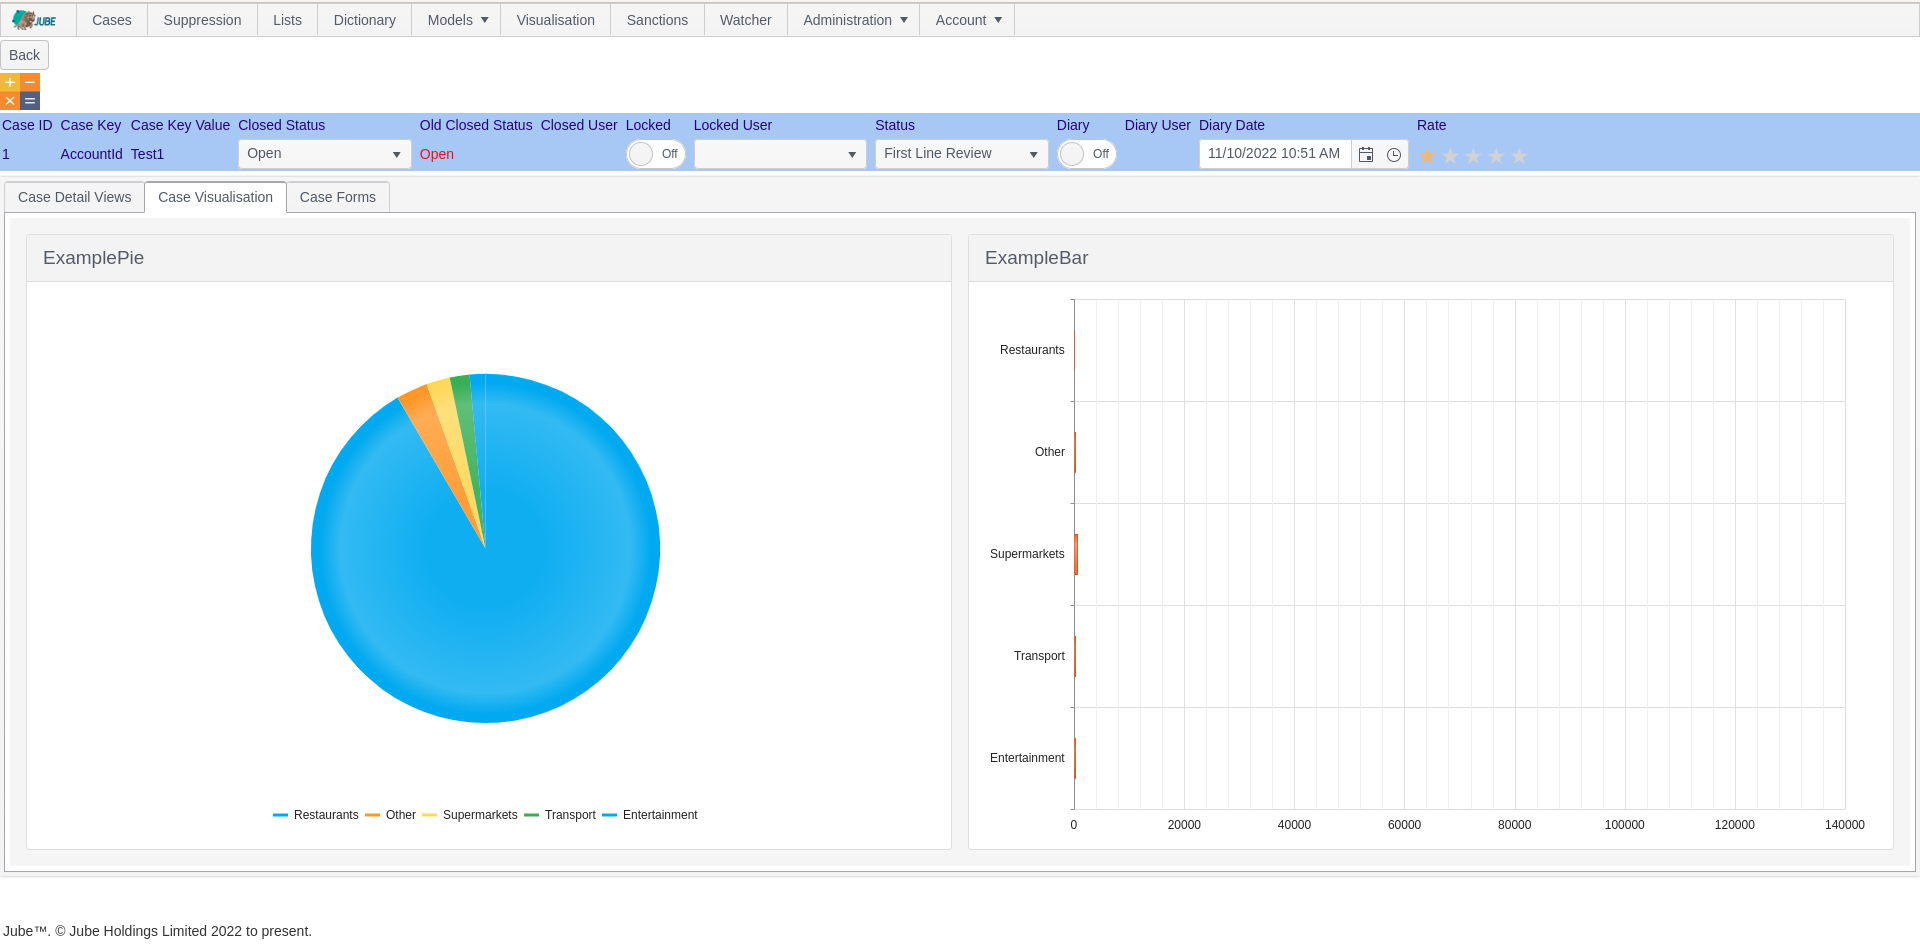 JUBE Cases Suppression Lists Dictionary Models Visualisation Sanctions Watcher Administration Account
Back
Case ID Case Key Case Key Value Closed Status Old Closed Status Closed User Locked Locked User Status Diary Diary User Diary Date Rate
1 AccountId Test1 Open Open Off First Line Review Off 11/10/2022 10:51 AM
Case Detail Views Case Visualisation Case Forms
ExamplePie
Restaurants Other Supermarkets Transport Entertainment
ExampleBar
Restaurants
Other
Supermarkets
Transport
Entertainment
0 20000 40000 60000 80000 100000 120000 140000
Jube™. © Jube Holdings Limited 2022 to present.